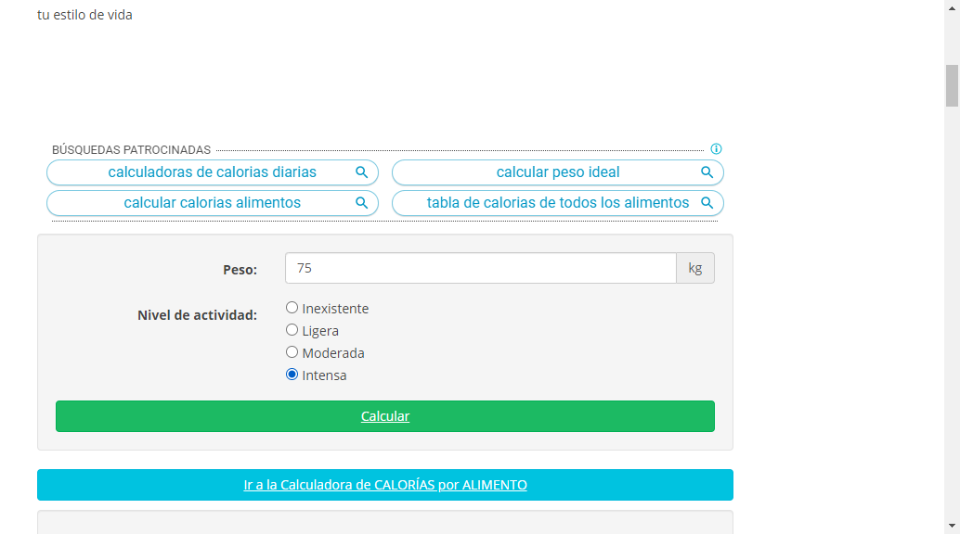 tu estilo de vida
BÚSQUEDAS PATROCINADAS
calculadoras de calorias diarias
calcular peso ideal
calcular calorias alimentos
tabla de calorias de todos los alimentos
Peso:
75
kg
Nivel de actividad:
Inexistente
Ligera
Moderada
Intensa
Calcular
Ir a la Calculadora de CALORÍAS por ALIMENTO